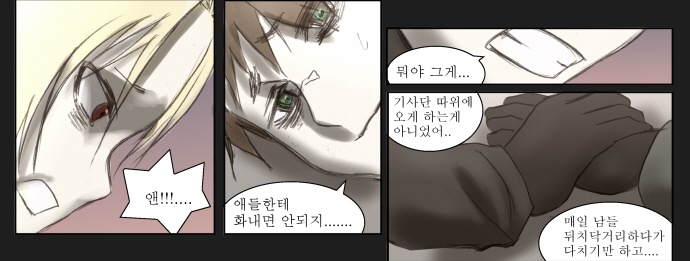 앤!!!....
애들한테
화내면 안되지.......
뭐야 그게...
기사단 따위에
오게 하는게
아니었어..
매일 남들
뒤치닥거리하다가
다치기만 하고....